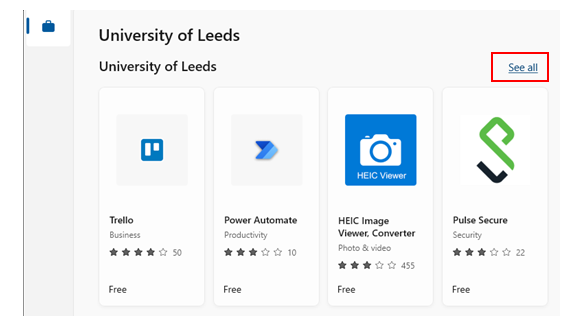 University of Leeds
University of Leeds
See all
HEIC Viewer
Trello
Business
50
Free
Power Automate
Productivity
10
Free
HEIC Image
Viewer, Converter
Photo & video
455
Free
Pulse Secure
Security
22
Free